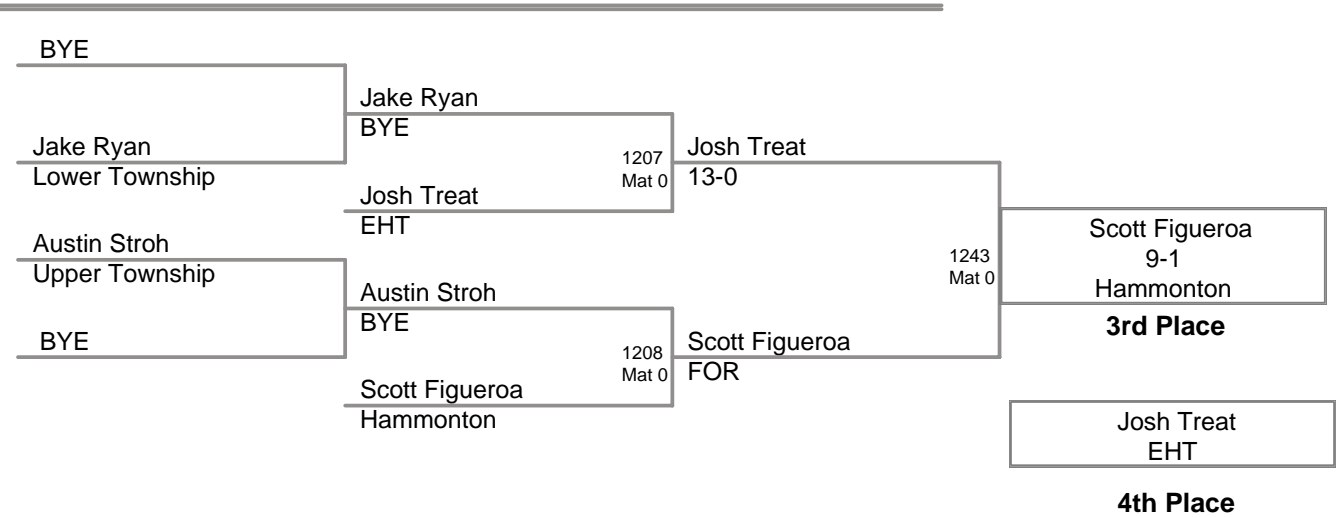 BYE
Jake Ryan
BYE
Jake Ryan
Lower Township
1207
Mat 0
Josh Treat
13-0
Josh Treat
EHT
Austin Stroh
Upper Township
1243
Mat 0
Scott Figueroa
9-1
Hammonton
3rd Place
Austin Stroh
BYE
BYE
1208
Mat 0
Scott Figueroa
FOR
Scott Figueroa
Hammonton
Josh Treat
EHT
4th Place